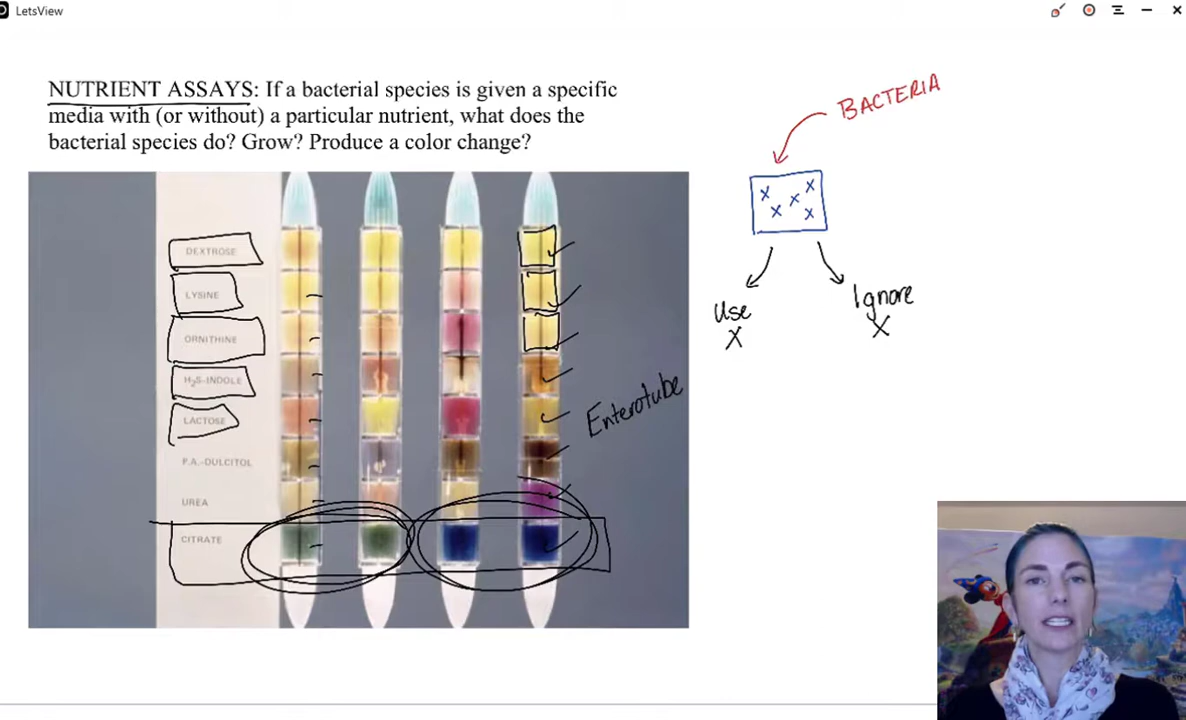 LetsView
NUTRIENT ASSAYS: If a bacterial species is given a specific
media with (or without) a particular nutrient, what does the
bacterial species do? Grow? Produce a color change?
DEXTROSE
LYSINE
ORNITHINE
H₂S-INDOLE
LACTOSE
P.A.-DULCITOL
UREA
CITRATE
Enterotube
BACTERIA
x x x x x
Use
X
Ignore
X